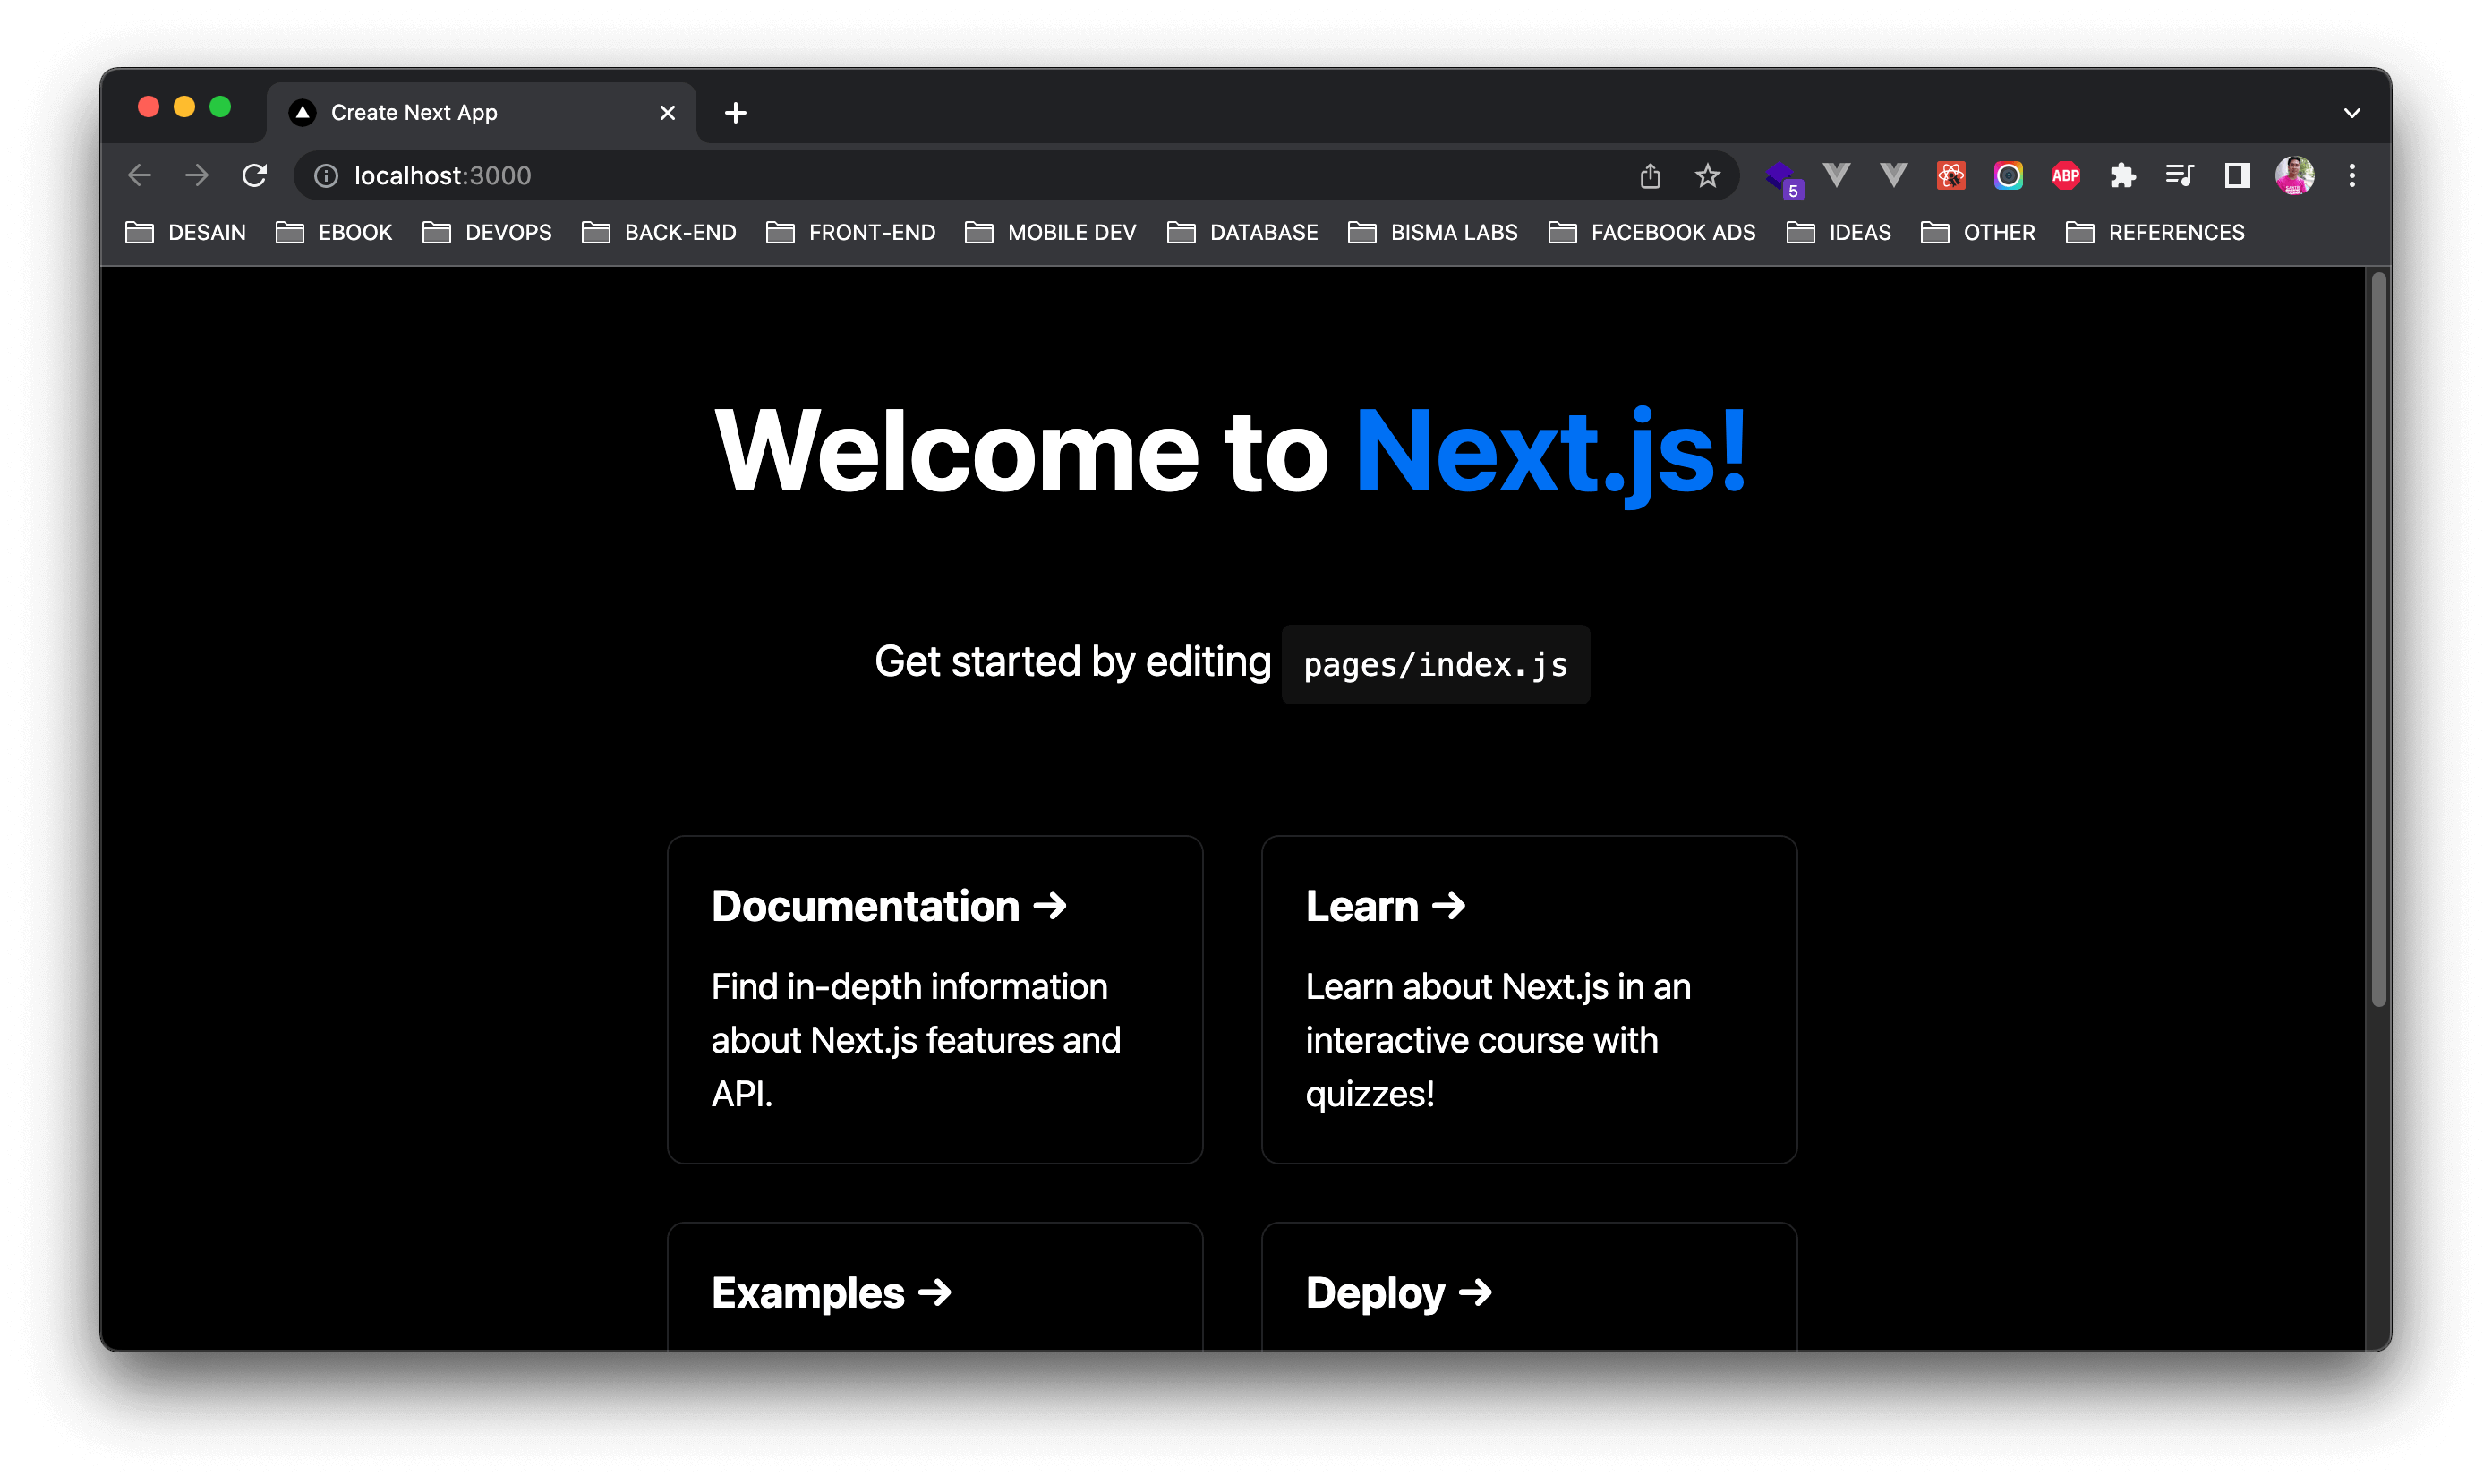 Create Next App
localhost:3000
5
ABP
DESAIN EBOOK DEVOPS BACK-END FRONT-END MOBILE DEV DATABASE BISMA LABS FACEBOOK ADS IDEAS OTHER REFERENCES
Welcome to Next.js!
Get started by editing pages/index.js
Documentation →
Find in-depth information
about Next.js features and
API.
Learn →
Learn about Next.js in an
interactive course with
quizzes!
Examples →
Deploy →